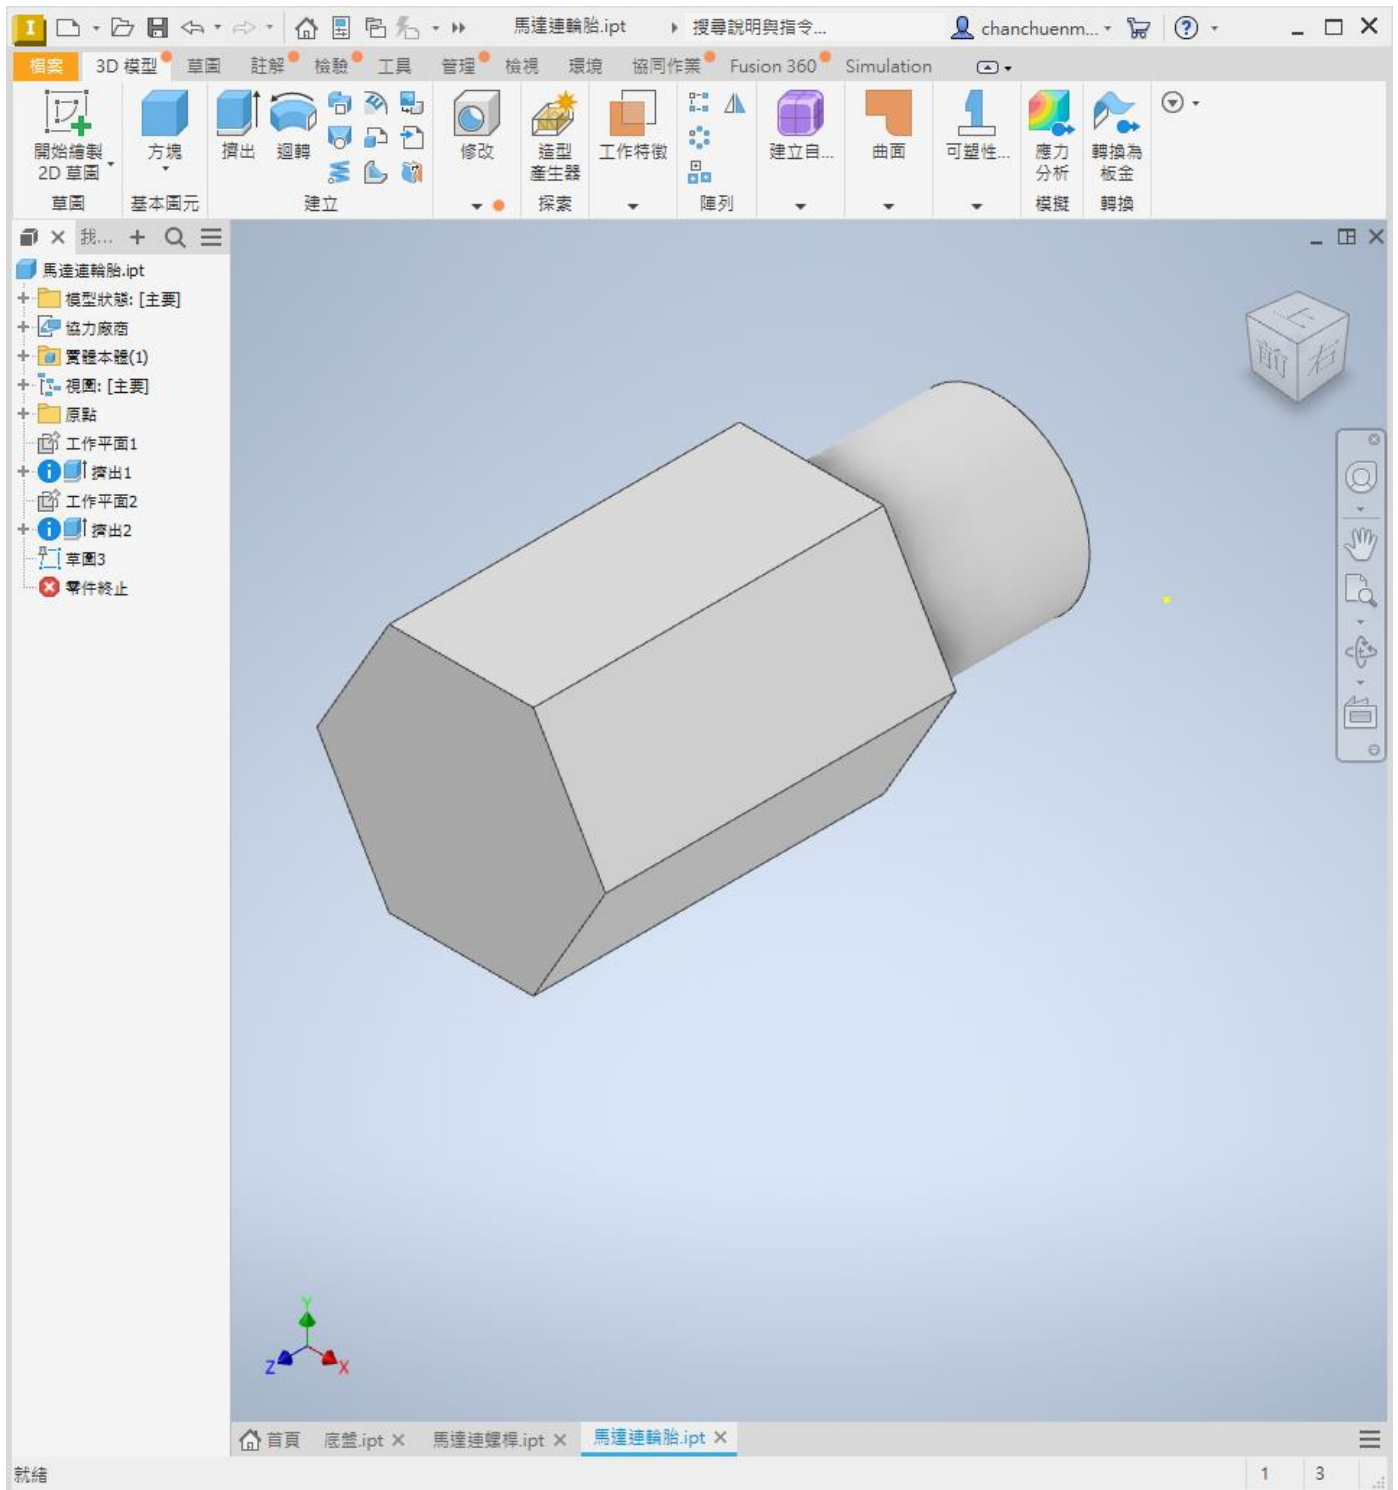 馬達連輪胎.ipt
搜尋說明與指令...
chanchuenm...
檔案 3D 模型 草圖 註解 檢驗 工具 管理 檢視 環境 協同作業 Fusion 360 Simulation
開始繪製
2D 草圖
方塊
擠出
迴轉
修改
造型
產生器
工作特徵
建立自...
曲面
可塑性...
應力
分析
轉換為
板金
草圖 基本圖元 建立 探索 陣列 模擬 轉換
我...
馬達連輪胎.ipt
模型狀態: [主要]
協力廠商
實體本體(1)
視圖: [主要]
原點
工作平面1
擠出1
工作平面2
擠出2
草圖3
零件終止
上
前
右
Y
Z
X
首頁 底盤.ipt 馬達連螺桿.ipt 馬達連輪胎.ipt
就緒
1 3